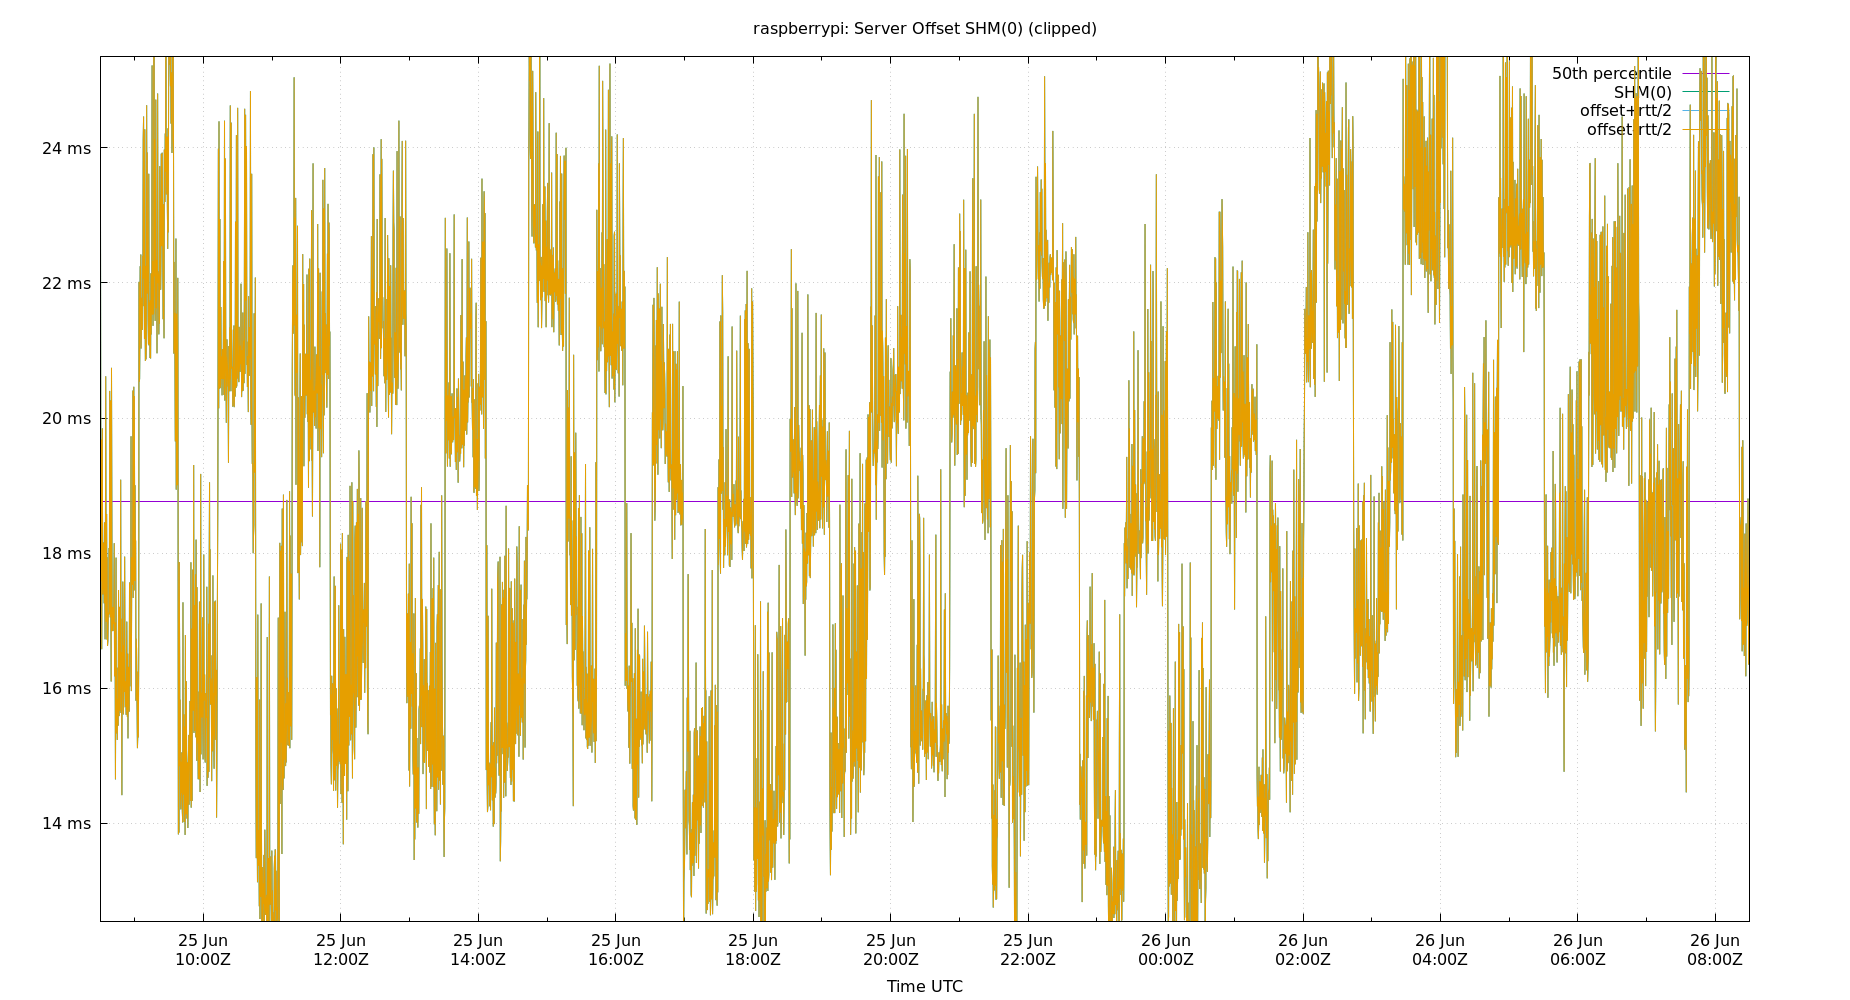 raspberrypi: Server Offset SHM(0) (clipped)
50th percentile
SHM(0)
offset+rtt/2
offset-rtt/2
24 ms
22 ms
20 ms
18 ms
16 ms
14 ms
25 Jun 25 Jun 25 Jun 25 Jun 25 Jun 25 Jun 25 Jun 26 Jun 26 Jun 26 Jun 26 Jun 26 Jun
10:00Z 12:00Z 14:00Z 16:00Z 18:00Z 20:00Z 22:00Z 00:00Z 02:00Z 04:00Z 06:00Z 08:00Z
Time UTC